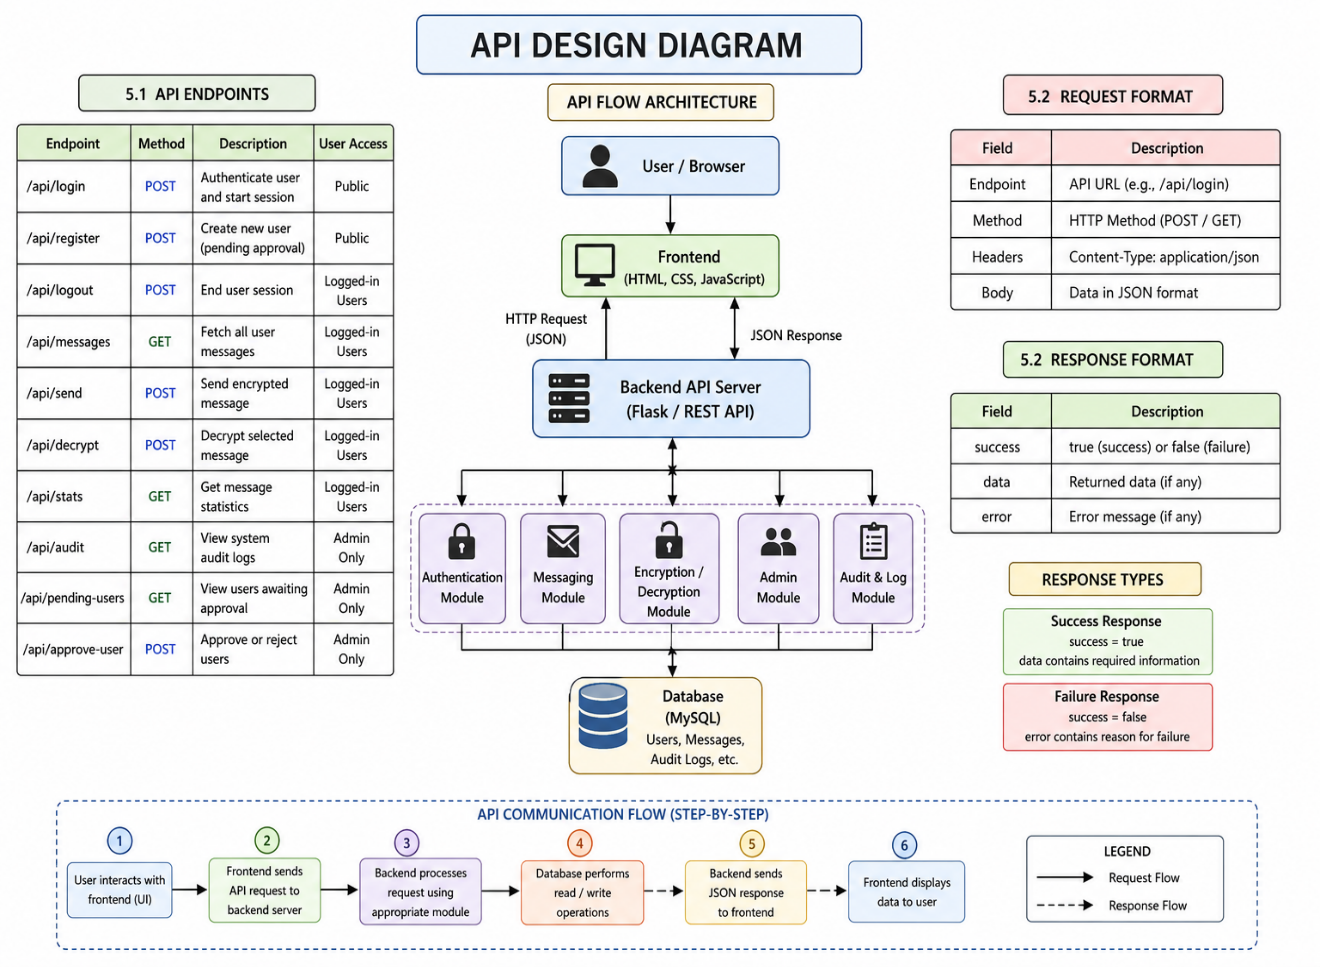 API DESIGN DIAGRAM
5.1 API ENDPOINTS
Endpoint Method Description User Access
/api/login POST Authenticate user and start session Public
/api/register POST Create new user (pending approval) Public
/api/logout POST End user session Logged-in Users
/api/messages GET Fetch all user messages Logged-in Users
/api/send POST Send encrypted message Logged-in Users
/api/decrypt POST Decrypt selected message Logged-in Users
/api/stats GET Get message statistics Logged-in Users
/api/audit GET View system audit logs Admin Only
/api/pending-users GET View users awaiting approval Admin Only
/api/approve-user POST Approve or reject users Admin Only
API FLOW ARCHITECTURE
User / Browser
Frontend
(HTML, CSS, JavaScript)
HTTP Request
(JSON)
JSON Response
Backend API Server
(Flask / REST API)
Authentication
Module
Messaging
Module
Encryption /
Decryption
Module
Admin
Module
Audit & Log
Module
Database
(MySQL)
Users, Messages,
Audit Logs, etc.
5.2 REQUEST FORMAT
Field Description
Endpoint API URL (e.g., /api/login)
Method HTTP Method (POST / GET)
Headers Content-Type: application/json
Body Data in JSON format
5.2 RESPONSE FORMAT
Field Description
success true (success) or false (failure)
data Returned data (if any)
error Error message (if any)
RESPONSE TYPES
Success Response
success = true
data contains required information
Failure Response
success = false
error contains reason for failure
API COMMUNICATION FLOW (STEP-BY-STEP)
1
User interacts with
frontend (UI)
2
Frontend sends
API request to
backend server
3
Backend processes
request using
appropriate module
4
Database performs
read / write
operations
5
Backend sends
JSON response
to frontend
6
Frontend displays
data to user
LEGEND
Request Flow
Response Flow